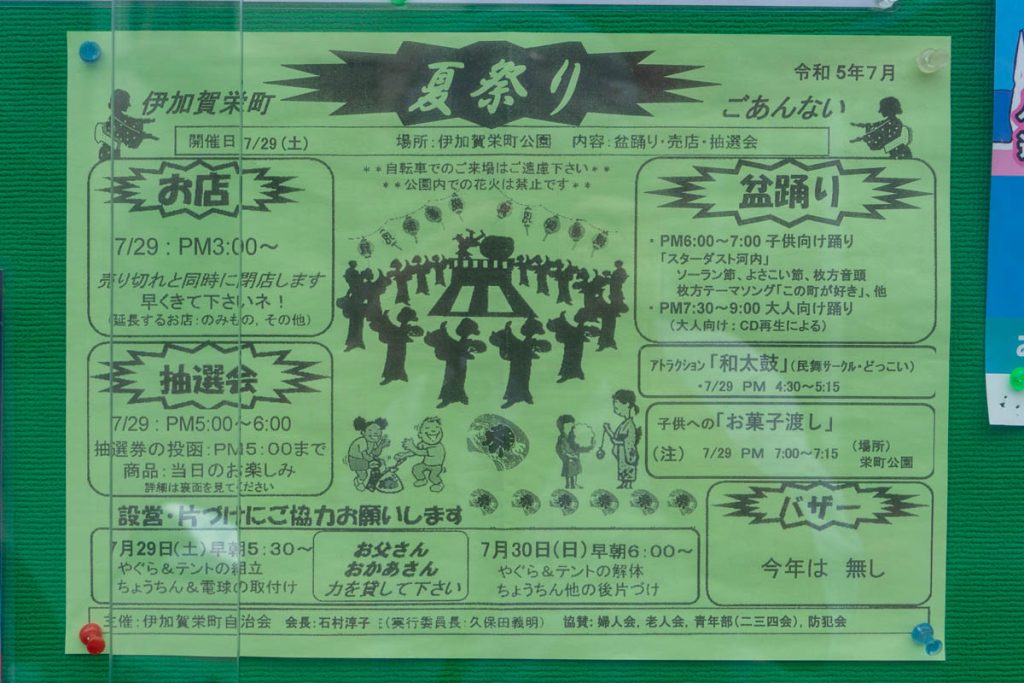 令和5年7月
伊加賀栄町
夏祭り
ごあんない
開催日 7/29(土) 場所:伊加賀栄町公園 内容:盆踊り・売店・抽選会
**自転車でのご来場はご遠慮下さい**
**公園内での花火は禁止です**
お店
7/29:PM3:00~
売り切れと同時に閉店します
早くきて下さいネ!
(延長するお店:のみもの,その他)
抽選会
7/29:PM5:00~6:00
抽選券の投函:PM5:00まで
商品:当日のお楽しみ
詳細は裏面を見てください
盆踊り
・PM6:00~7:00 子供向け踊り
「スターダスト河内」
ソーラン節、よさこい節、枚方音頭
枚方テーマソング「この町が好き」、他
・PM7:30~9:00 大人向け踊り
(大人向け:CD再生による)
アトラクション「和太鼓」(民舞サークル・どっこい)
・7/29 PM 4:30~5:15
子供への「お菓子渡し」
(注) 7/29 PM 7:00~7:15 (場所)
栄町公園
バザー
今年は 無し
設営・片づけにご協力お願いします
7月29日(土)早朝5:30~
やぐら&テントの組立
ちょうちん&電球の取付け
お父さん
おかあさん
力を貸して下さい
7月30日(日)早朝6:00~
やぐら&テントの解体
ちょうちん他の後片づけ
主催:伊加賀栄町自治会 会長:石村淳子 (実行委員長:久保田義明) 協賛:婦人会,老人会,青年部(二三四会),防犯会